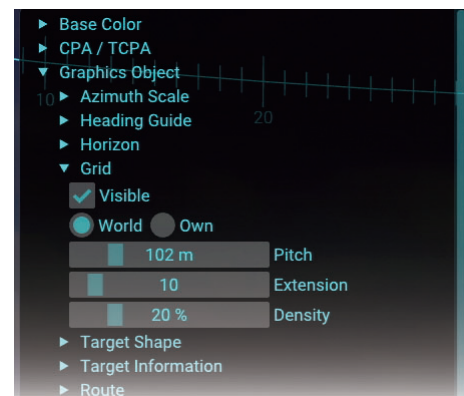 Base Color
CPA / TCPA
Graphics Object
10
Azimuth Scale
Heading Guide
20
Horizon
Grid
Visible
World Own
102 m Pitch
10 Extension
20 % Density
Target Shape
Target Information
Route